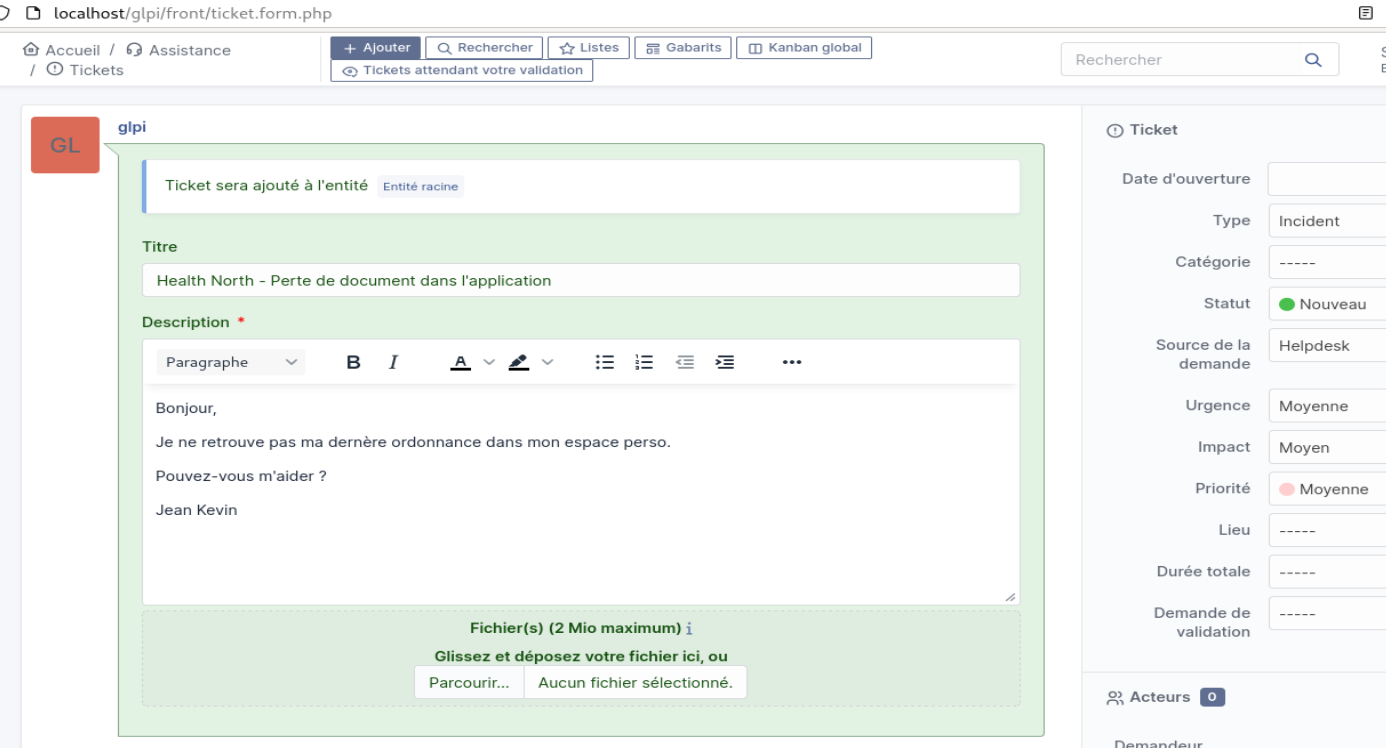 localhost/glpi/front/ticket.form.php
Accueil / Assistance
/ Tickets
Ajouter
Rechercher
Listes
Gabarits
Kanban global
Tickets attendant votre validation
Rechercher
GL
glpi
Ticket sera ajouté à l'entité Entité racine
Titre
Health North - Perte de document dans l'application
Description *
Paragraphe
B I A
Bonjour,
Je ne retrouve pas ma dernère ordonnance dans mon espace perso.
Pouvez-vous m'aider ?
Jean Kevin
Fichier(s) (2 Mio maximum) i
Glissez et déposez votre fichier ici, ou
Parcourir... Aucun fichier sélectionné.
Ticket
Date d'ouverture
Type Incident
Catégorie -----
Statut Nouveau
Source de la
demande Helpdesk
Urgence Moyenne
Impact Moyen
Priorité Moyenne
Lieu -----
Durée totale -----
Demande de
validation -----
Acteurs 0
Demandeur